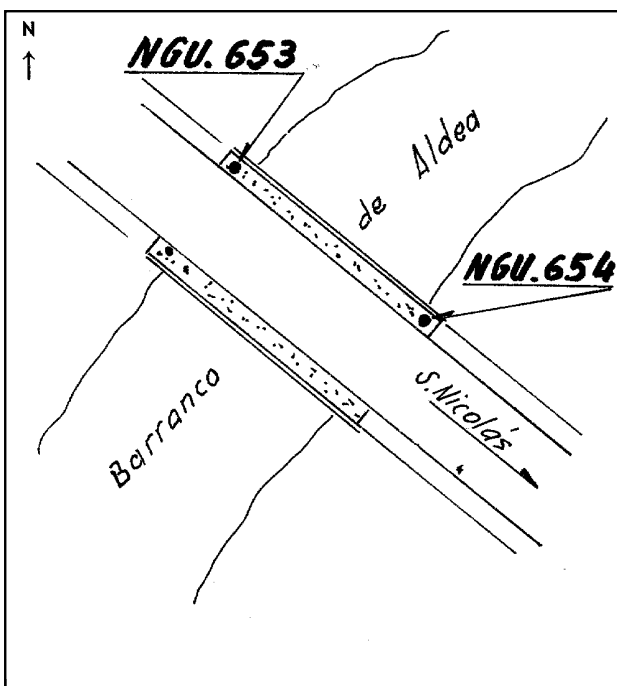 N
NGU. 653
de Aldea
NGU. 654
S. Nicolás
Barranco